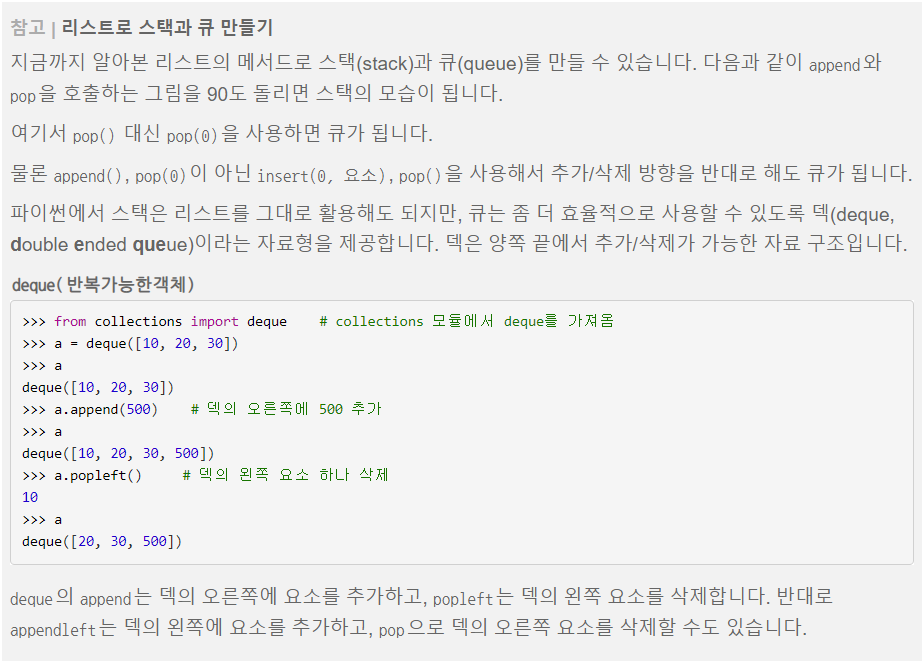 참고 | 리스트로 스택과 큐 만들기
지금까지 알아본 리스트의 메서드로 스택(stack)과 큐(queue)를 만들 수 있습니다. 다음과 같이 append와
pop을 호출하는 그림을 90도 돌리면 스택의 모습이 됩니다.
여기서 pop() 대신 pop(0)을 사용하면 큐가 됩니다.
물론 append(), pop(0)이 아닌 insert(0, 요소), pop()을 사용해서 추가/삭제 방향을 반대로 해도 큐가 됩니다.
파이썬에서 스택은 리스트를 그대로 활용해도 되지만, 큐는 좀 더 효율적으로 사용할 수 있도록 덱(deque,
double ended queue)이라는 자료형을 제공합니다. 덱은 양쪽 끝에서 추가/삭제가 가능한 자료 구조입니다.
deque(반복가능한객체)
>>> from collections import deque    # collections 모듈에서 deque를 가져옴
>>> a = deque([10, 20, 30])
>>> a
deque([10, 20, 30])
>>> a.append(500)    # 덱의 오른쪽에 500 추가
>>> a
deque([10, 20, 30, 500])
>>> a.popleft()     # 덱의 왼쪽 요소 하나 삭제
10
>>> a
deque([20, 30, 500])
deque의 append는 덱의 오른쪽에 요소를 추가하고, popleft는 덱의 왼쪽 요소를 삭제합니다. 반대로
appendleft는 덱의 왼쪽에 요소를 추가하고, pop으로 덱의 오른쪽 요소를 삭제할 수도 있습니다.